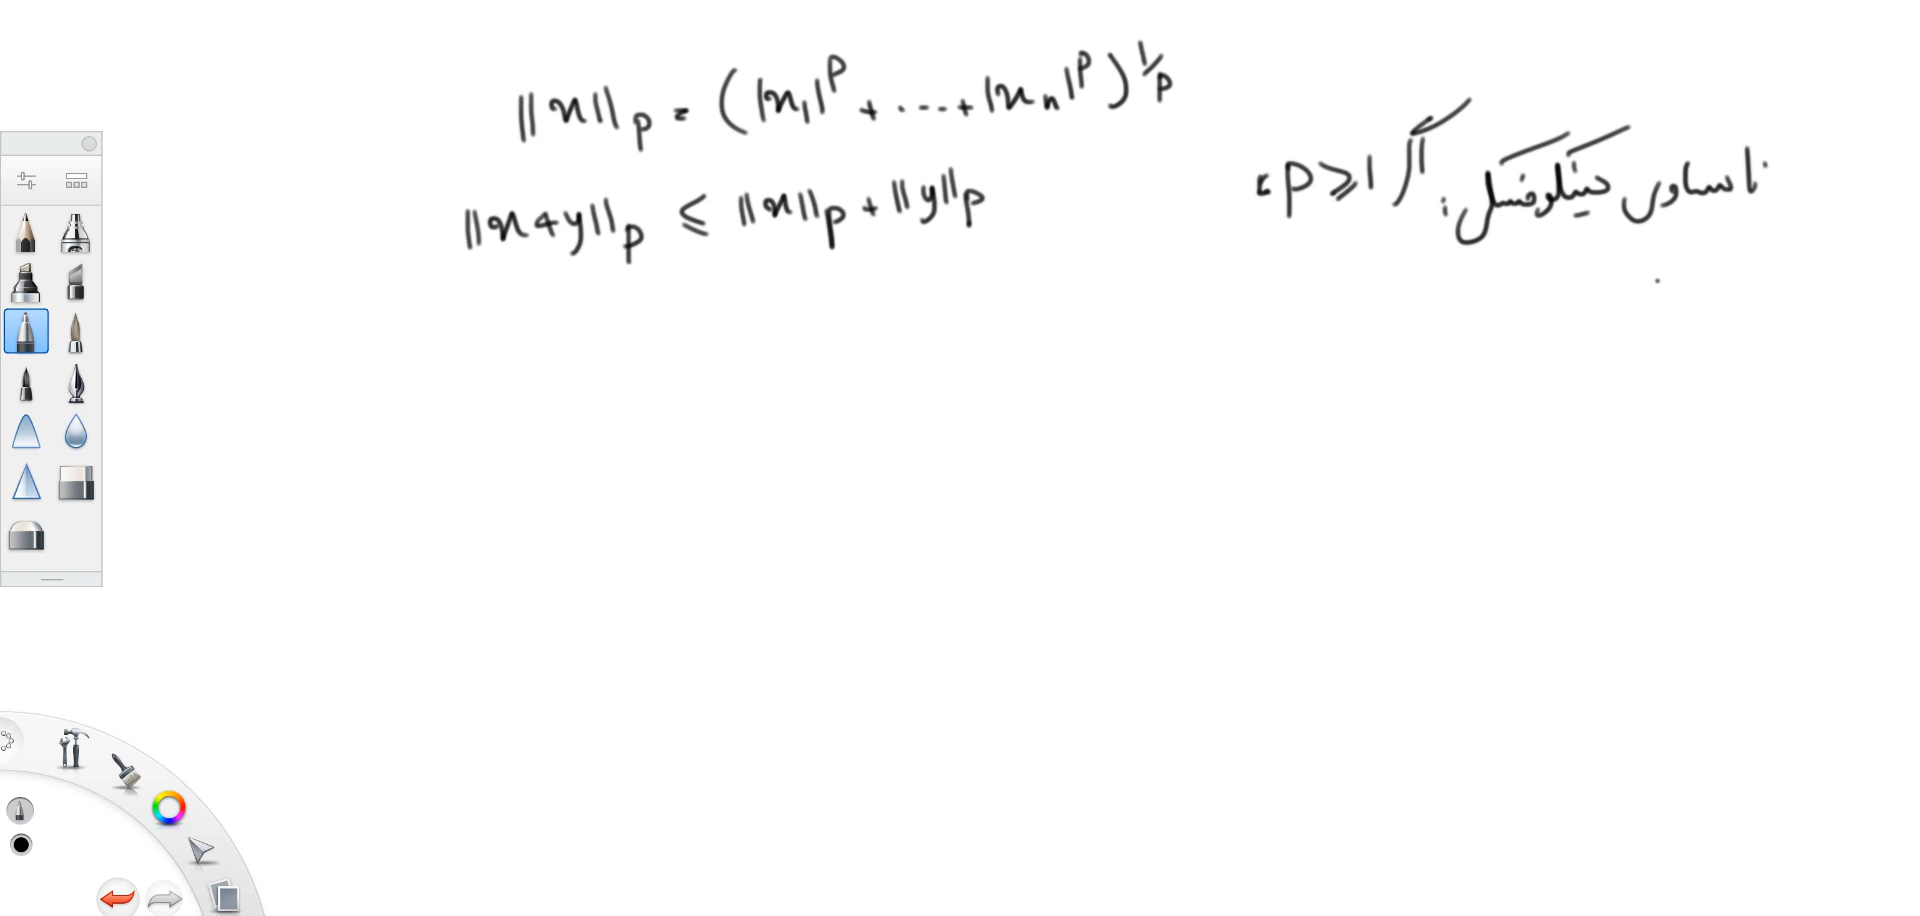 نامساوی مینکوفسکی: اگر p ⩾ 1،
‖x‖_p = (|x_1|^p + ... + |x_n|^p)^{1/p}
‖x+y‖_p ⩽ ‖x‖_p + ‖y‖_p